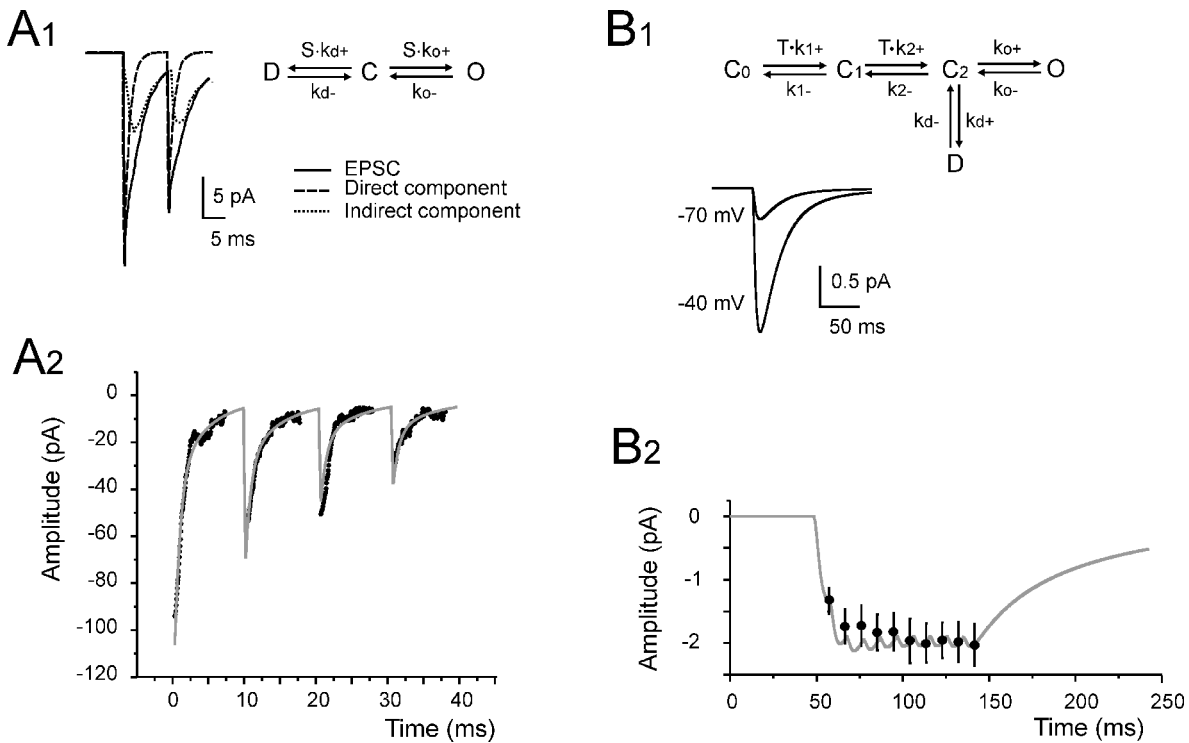 A1
S·kd+ S·ko+
D C O
kd- ko-
EPSC
Direct component
Indirect component
5 pA
5 ms
B1
T·k1+ T·k2+ ko+
C0 C1 C2 O
k1- k2- ko-
kd- kd+
D
-70 mV
-40 mV
0.5 pA
50 ms
A2
Amplitude (pA)
0
-20
-40
-60
-80
-100
-120
0 10 20 30 40
Time (ms)
B2
Amplitude (pA)
0
-1
-2
0 50 100 150 200 250
Time (ms)